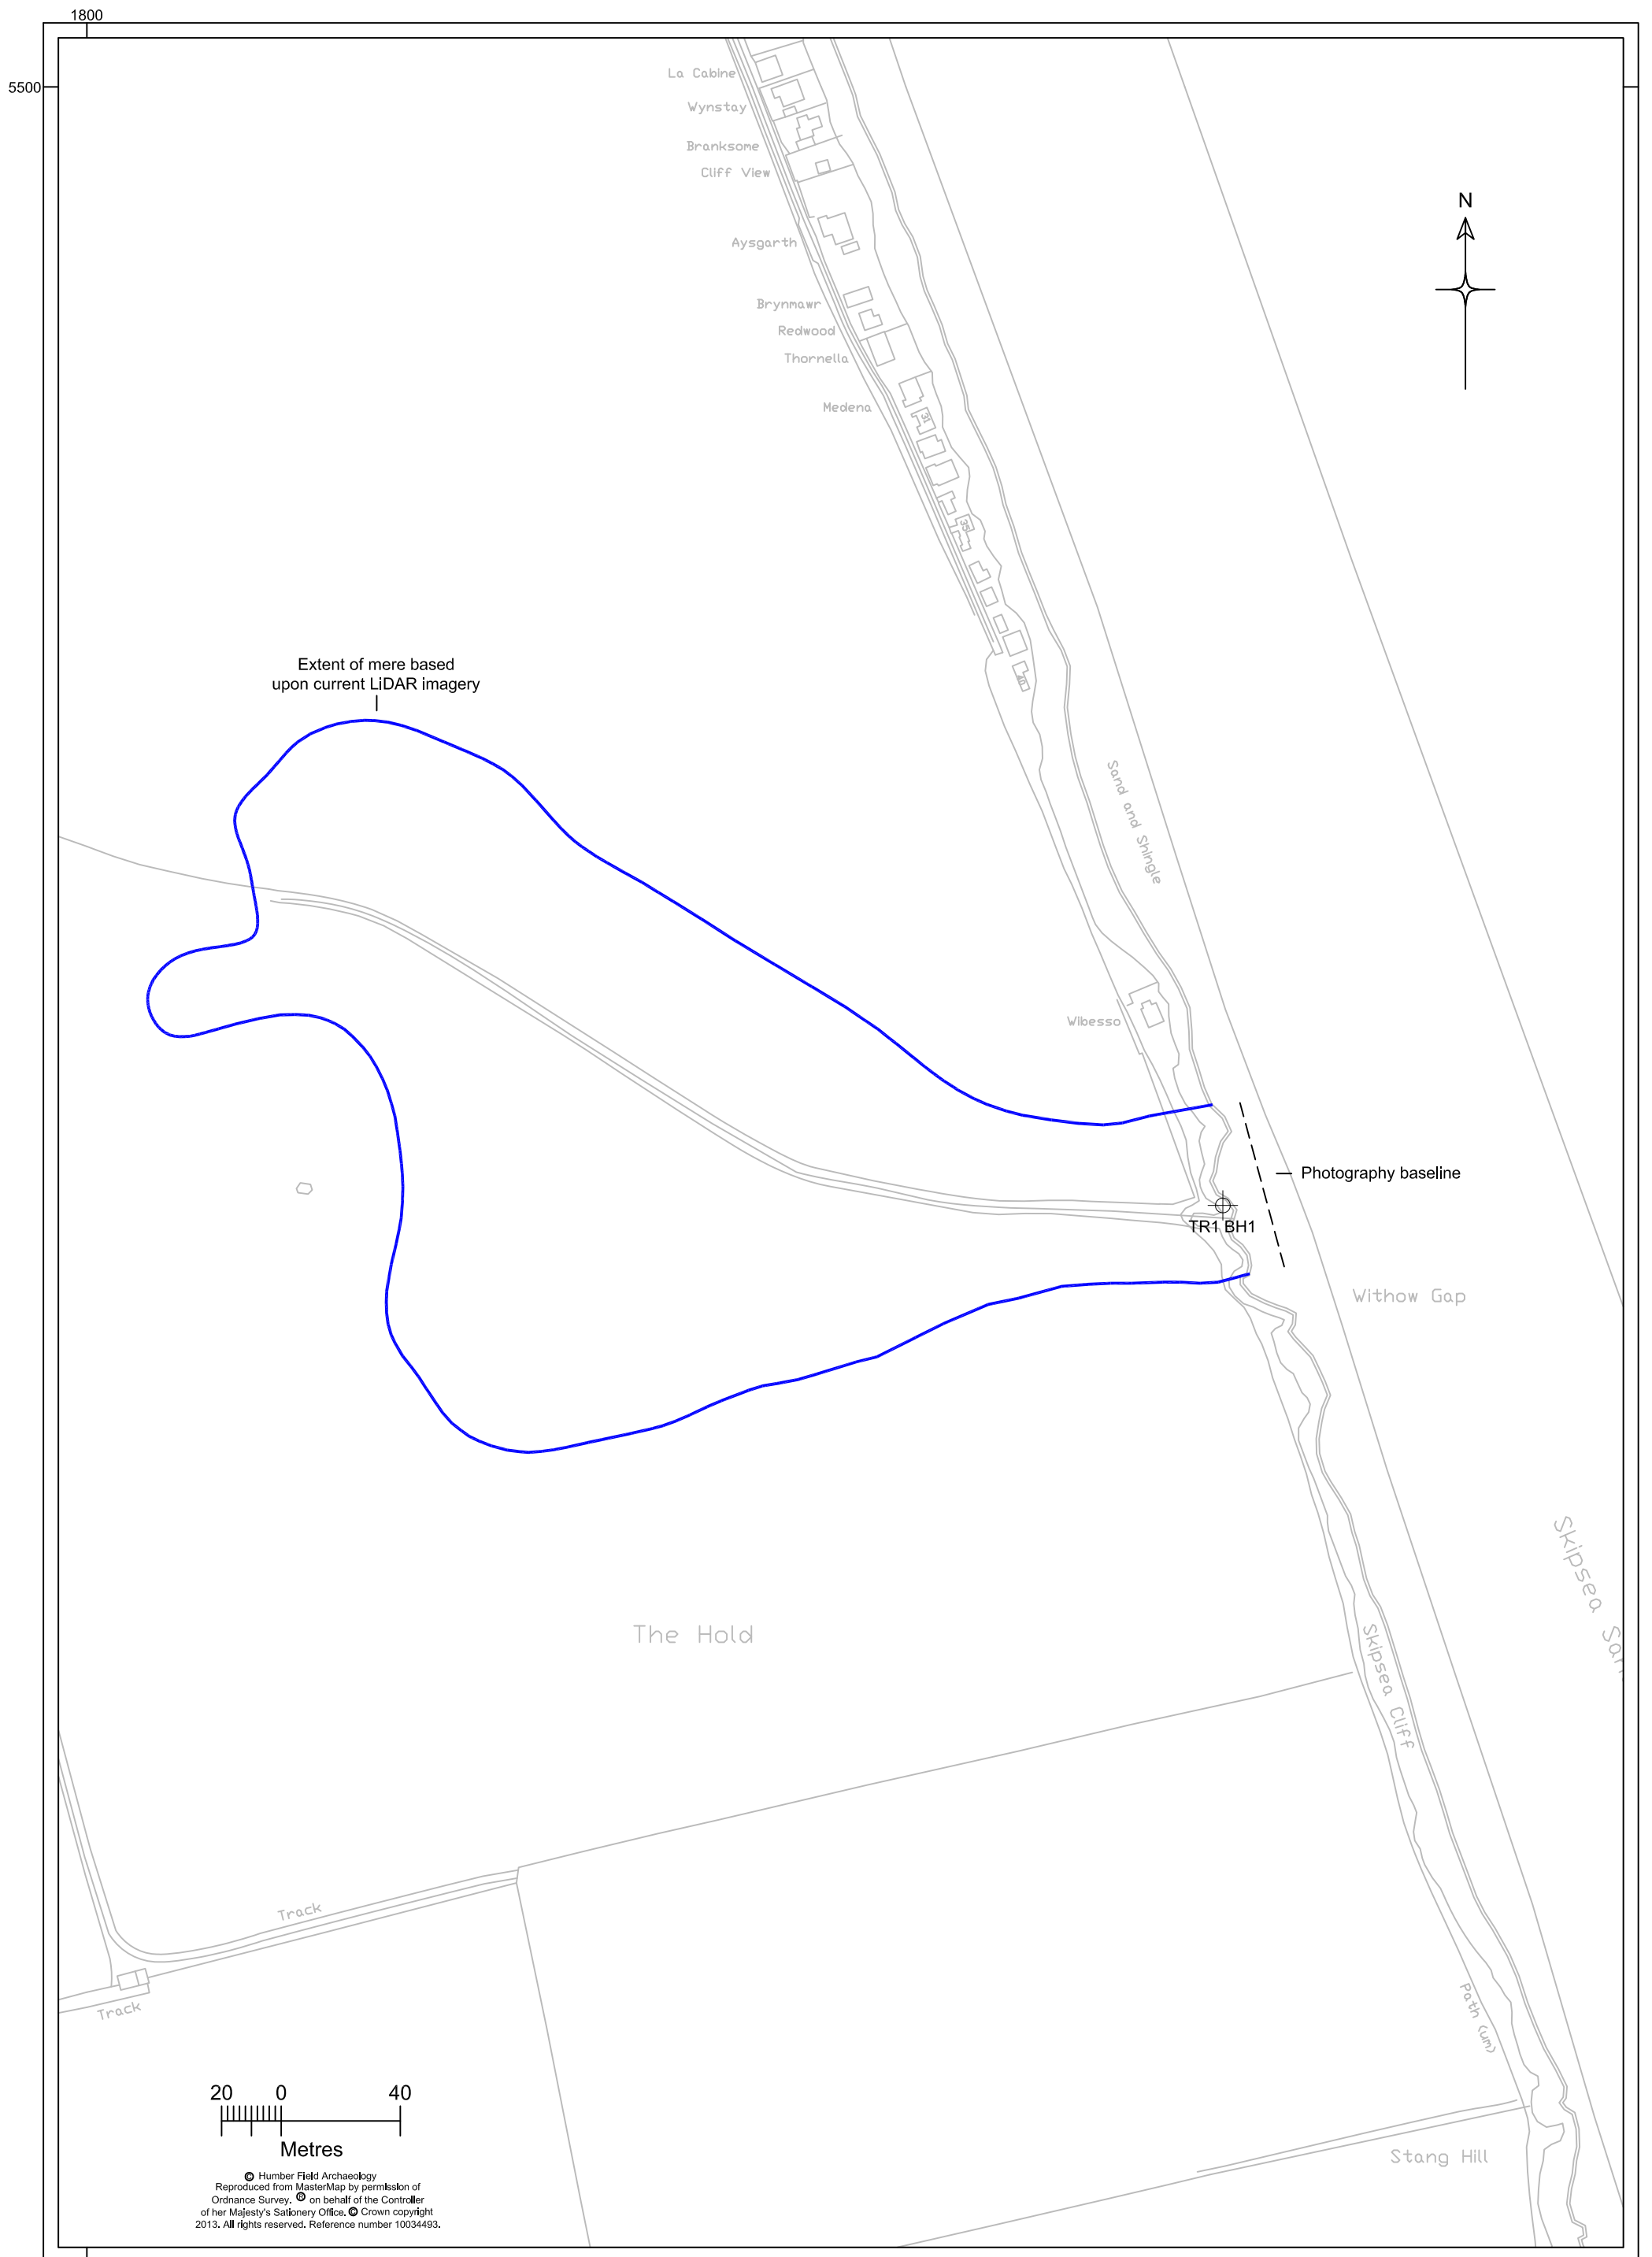 1800
5500
La Cabine
Wynstay
Branksome
Cliff View
N
Aysgarth
Brynmawr
Redwood
Thornella
Medena
31
35
Extent of mere based
upon current LiDAR imagery
40
Sand and Shingle
Wibesso
Photography baseline
TR1 BH1
Withow Gap
Skipsea San
The Hold
Skipsea Cliff
Track
Track
Path (um)
20 0 40
Metres
Stang Hill
© Humber Field Archaeology
Reproduced from MasterMap by permission of
Ordnance Survey. ® on behalf of the Controller
of her Majesty's Sationery Office. © Crown copyright
2013. All rights reserved. Reference number 10034493.